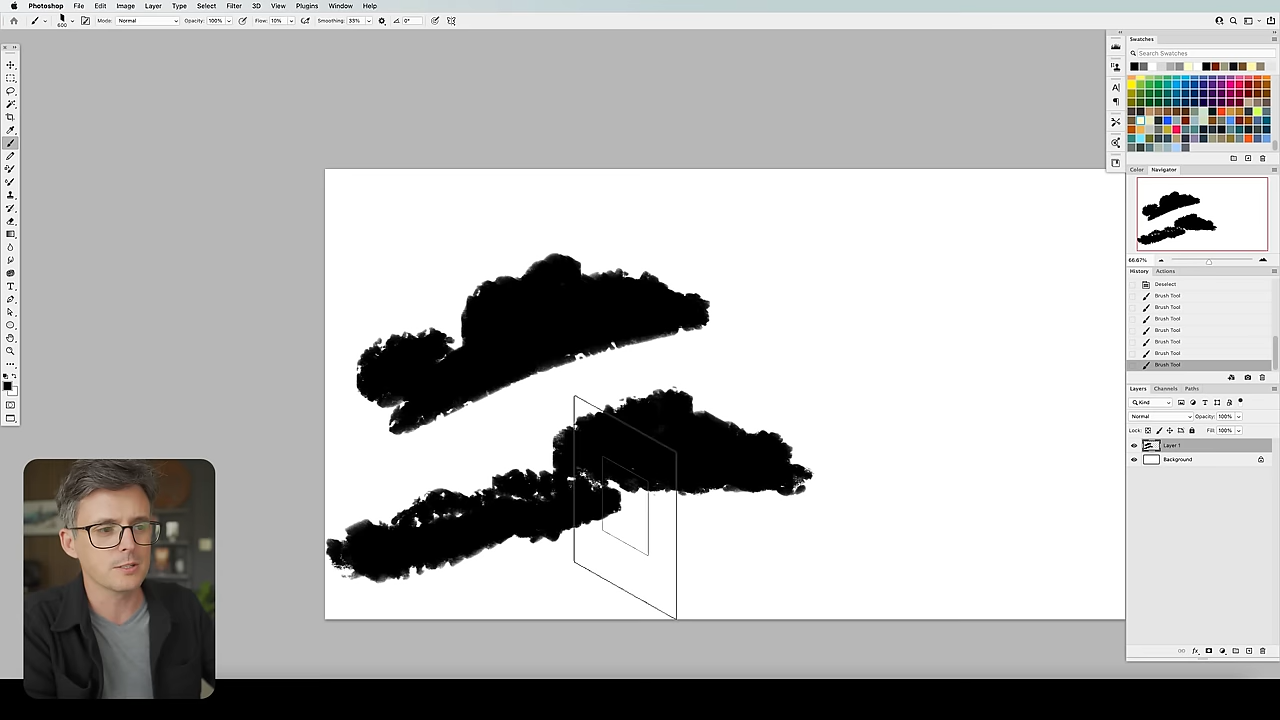 Photoshop File Edit Image Layer Type Select Filter 3D View Plugins Window Help
600 Mode: Normal Opacity: 100% Flow: 10% Smoothing: 33% 0°
Swatches
Search Swatches
Color Navigator
66.67%
History Actions
Deselect
Brush Tool
Brush Tool
Brush Tool
Brush Tool
Brush Tool
Brush Tool
Brush Tool
Layers Channels Paths
Kind
Normal Opacity: 100%
Lock: Fill: 100%
Layer 1
Background